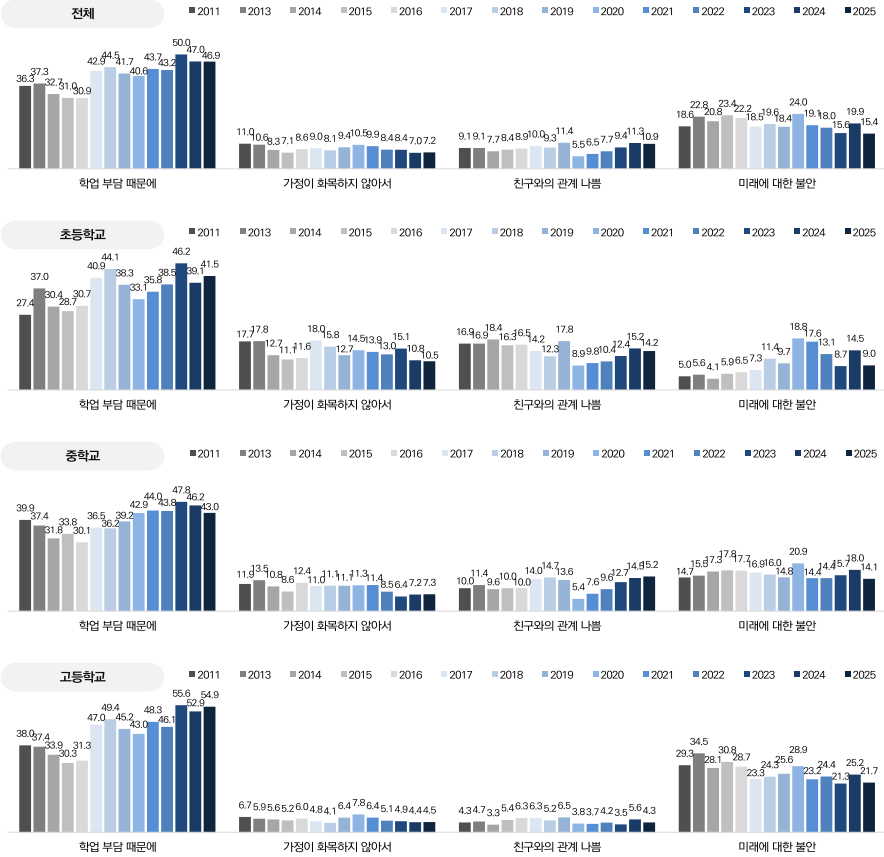 전체
2011 2013 2014 2015 2016 2017 2018 2019 2020 2021 2022 2023 2024 2025
36.3 37.3 32.7 31.0 30.9 42.9 44.5 41.7 40.6 43.7 43.2 50.0 47.0 46.9
11.0 10.6 8.3 7.1 8.6 9.0 8.1 9.4 10.5 9.9 8.4 8.4 7.0 7.2
9.1 9.1 7.7 8.4 8.9 10.0 9.3 11.4 5.5 6.5 7.7 9.4 11.3 10.9
18.6 22.8 20.8 23.4 22.2 18.5 19.6 18.4 24.0 19.1 18.0 15.6 19.9 15.4
학업 부담 때문에 가정이 화목하지 않아서 친구와의 관계 나쁨 미래에 대한 불안
초등학교
2011 2013 2014 2015 2016 2017 2018 2019 2020 2021 2022 2023 2024 2025
27.4 37.0 30.4 28.7 30.7 40.9 44.1 38.3 33.1 35.8 38.5 46.2 39.1 41.5
17.7 17.8 12.7 11.1 11.6 18.0 15.8 12.7 14.5 13.9 13.0 15.1 10.8 10.5
16.9 16.9 18.4 16.3 16.5 14.2 12.3 17.8 8.9 9.8 10.4 12.4 15.2 14.2
5.0 5.6 4.1 5.9 6.5 7.3 11.4 9.7 18.8 17.6 13.1 8.7 14.5 9.0
학업 부담 때문에 가정이 화목하지 않아서 친구와의 관계 나쁨 미래에 대한 불안
중학교
2011 2013 2014 2015 2016 2017 2018 2019 2020 2021 2022 2023 2024 2025
39.9 37.4 31.8 33.8 30.1 36.5 36.2 39.2 42.9 44.0 43.8 47.8 46.2 43.0
11.9 13.5 10.8 8.6 12.4 11.0 11.1 11.1 11.3 11.4 8.5 6.4 7.2 7.3
10.0 11.4 9.6 10.0 10.0 14.0 14.7 13.6 5.4 7.6 9.6 12.7 14.5 15.2
14.7 15.5 17.3 17.8 17.7 16.9 16.0 14.8 20.9 14.4 14.4 15.7 18.0 14.1
학업 부담 때문에 가정이 화목하지 않아서 친구와의 관계 나쁨 미래에 대한 불안
고등학교
2011 2013 2014 2015 2016 2017 2018 2019 2020 2021 2022 2023 2024 2025
38.0 37.4 33.9 30.3 31.3 47.0 49.4 45.2 43.0 48.3 46.1 55.6 52.9 54.9
6.7 5.9 5.6 5.2 6.0 4.8 4.1 6.4 7.8 6.4 5.1 4.9 4.4 4.5
4.3 4.7 3.3 5.4 6.3 6.3 5.2 6.5 3.8 3.7 4.2 3.5 5.6 4.3
29.3 34.5 28.1 30.8 28.7 23.3 24.3 25.6 28.9 23.2 24.4 21.3 25.2 21.7
학업 부담 때문에 가정이 화목하지 않아서 친구와의 관계 나쁨 미래에 대한 불안